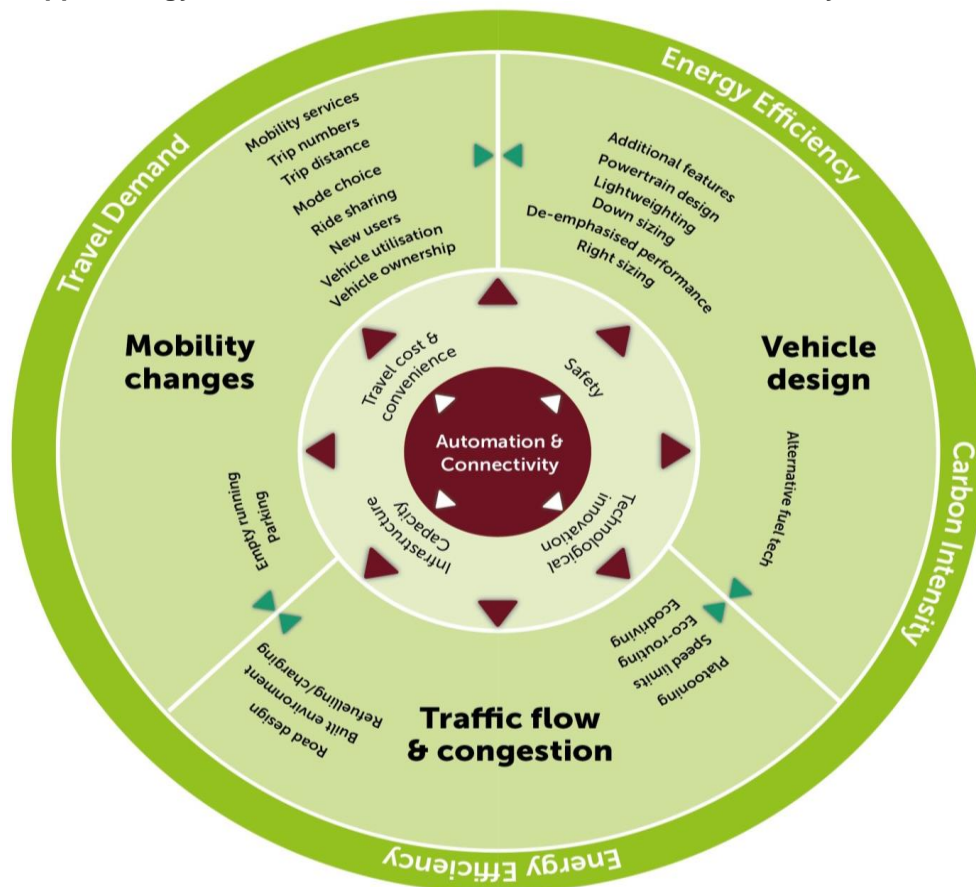 Energy Efficiency
Travel Demand
Mobility services
Trip numbers
Trip distance
Mode choice
Ride sharing
New users
Vehicle utilisation
Vehicle ownership
Additional features
Powertrain design
Lightweighting
Down sizing
De-emphasised performance
Right sizing
Mobility
changes
Vehicle
design
Travel cost &
convenience
Safety
Automation &
Connectivity
Infrastructure
Capacity
Technological
innovation
Alternative fuel tech
Carbon Intensity
Parking
Empty running
Refuelling/charging
Built environment
Road design
Ecodriving
Eco-routing
Speed limits
Platooning
Traffic flow
& congestion
Energy Efficiency